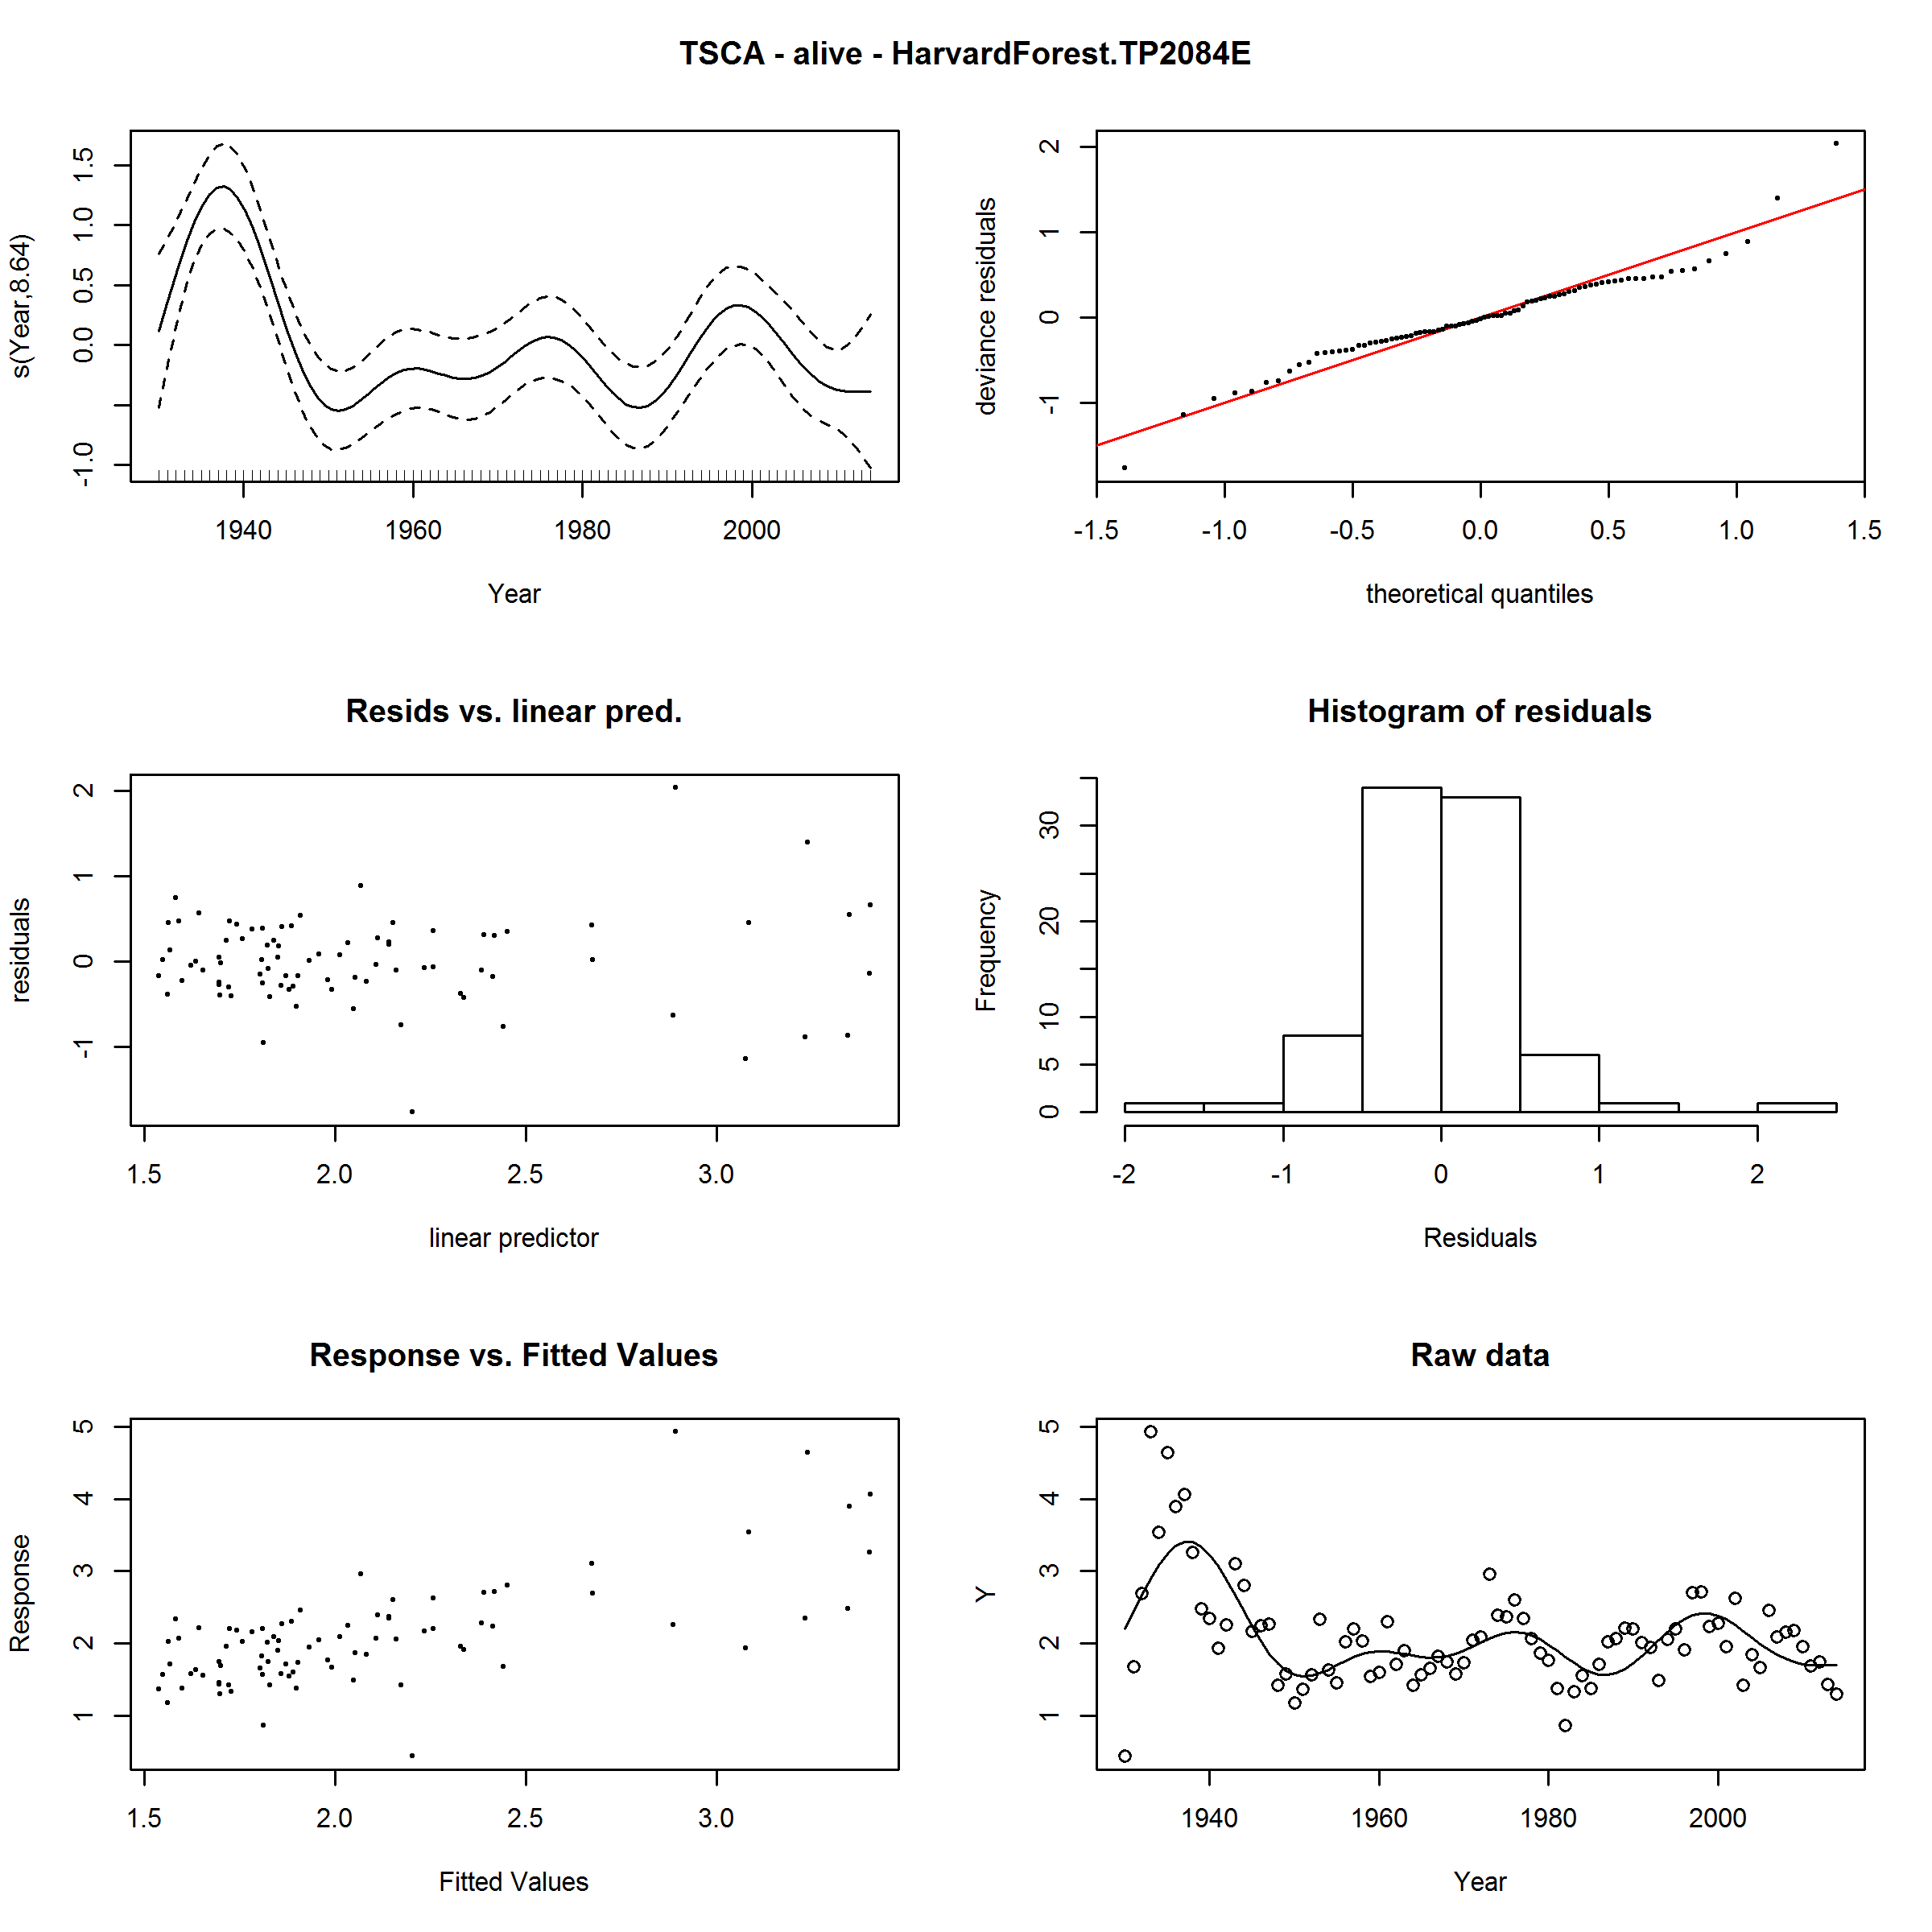 TSCA - alive - HarvardForest.TP2084E
s(Year,8.64)
1.5
1.0
0.5
0.0
-1.0
1940 1960 1980 2000
Year
deviance residuals
2
1
0
-1
-1.5 -1.0 -0.5 0.0 0.5 1.0 1.5
theoretical quantiles
Resids vs. linear pred.
residuals
2
1
0
-1
1.5 2.0 2.5 3.0
linear predictor
Histogram of residuals
Frequency
30
20
10
5
0
-2 -1 0 1 2
Residuals
Response vs. Fitted Values
Response
5
4
3
2
1
1.5 2.0 2.5 3.0
Fitted Values
Raw data
Y
5
4
3
2
1
1940 1960 1980 2000
Year